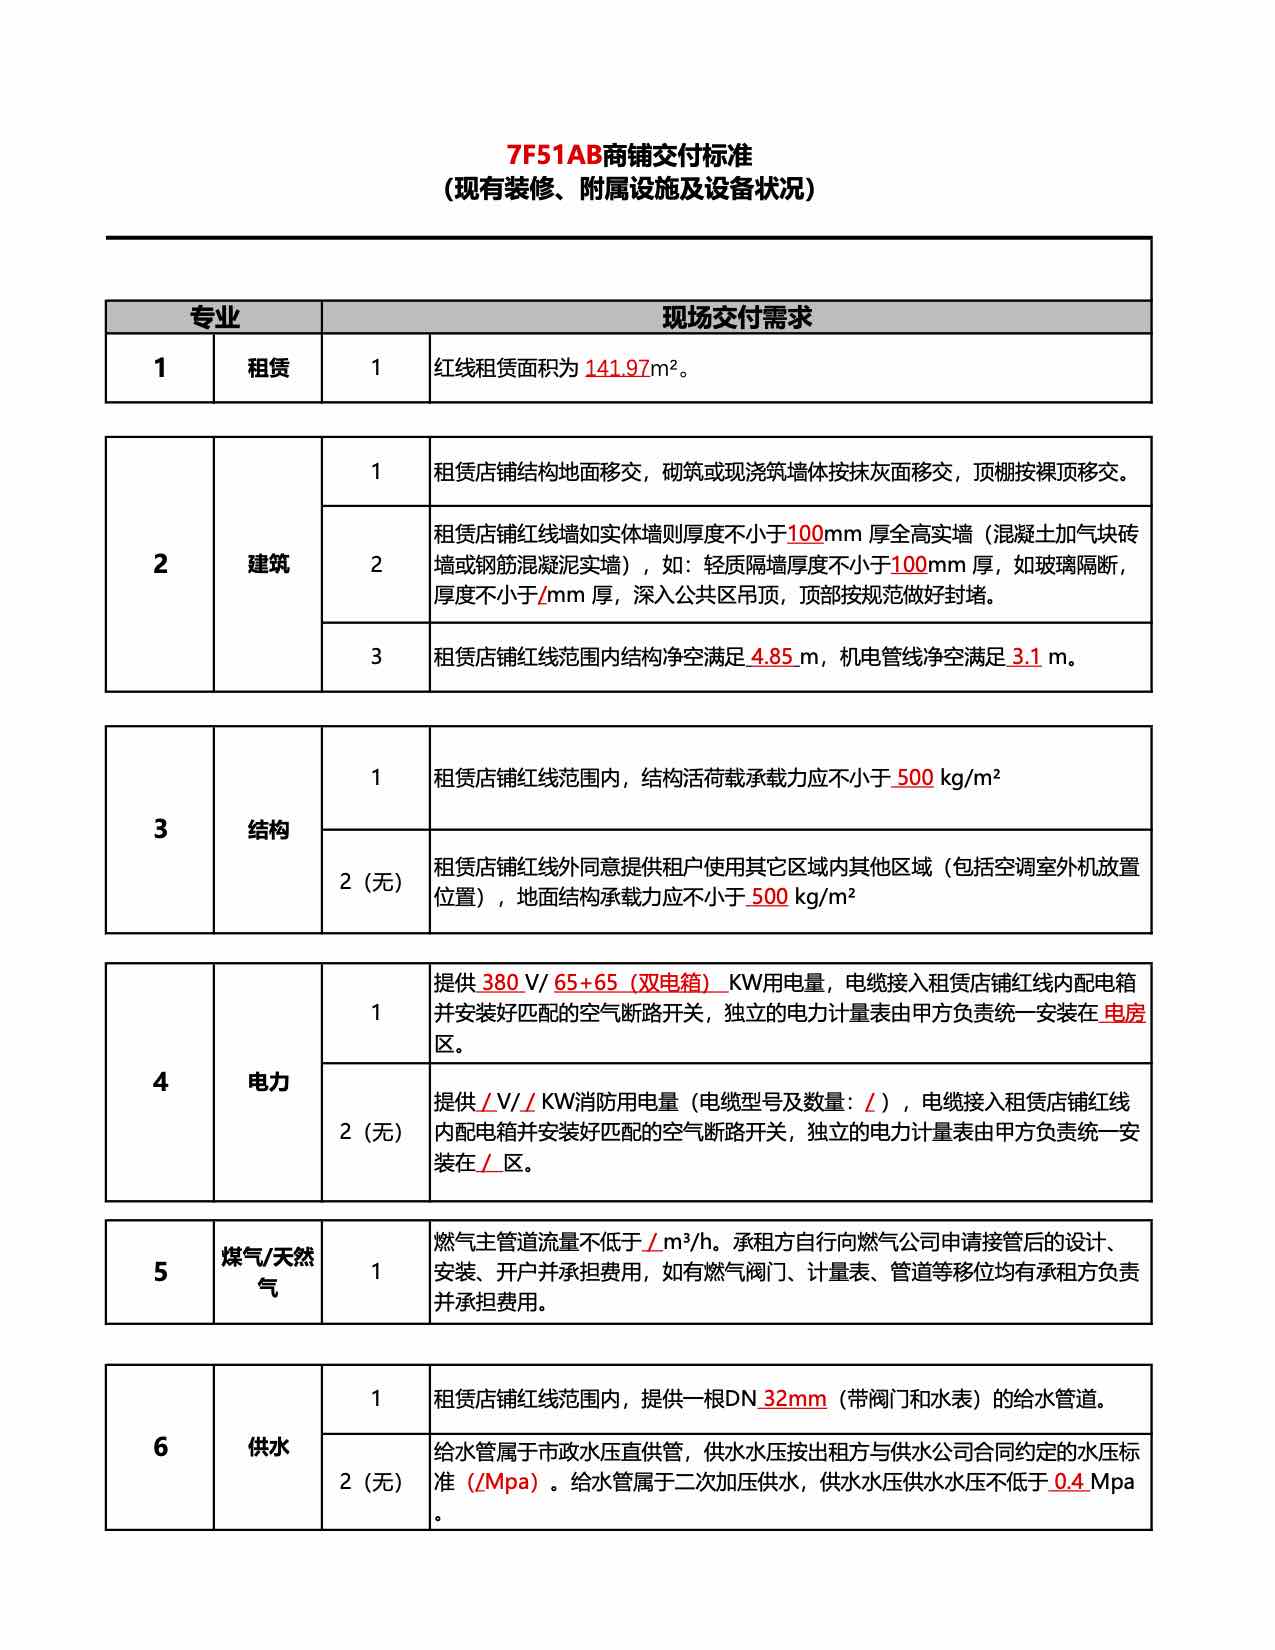 7F51AB商铺交付标准
（现有装修、附属设施及设备状况）
专业 现场交付需求
1 租赁 1 红线租赁面积为 141.97m²。
2 建筑
1 租赁店铺结构地面移交，砌筑或现浇筑墙体按抹灰面移交，顶棚按裸顶移交。
2
租赁店铺红线墙如实体墙则厚度不小于100mm 厚全高实墙（混凝土加气块砖
墙或钢筋混凝泥实墙），如：轻质隔墙厚度不小于100mm 厚，如玻璃隔断，
厚度不小于/mm 厚，深入公共区吊顶，顶部按规范做好封堵。
3 租赁店铺红线范围内结构净空满足 4.85 m，机电管线净空满足 3.1 m。
3 结构
1 租赁店铺红线范围内，结构活荷载承载力应不小于 500 kg/m²
2（无）
租赁店铺红线外同意提供租户使用其它区域内其他区域（包括空调室外机放置
位置），地面结构承载力应不小于 500 kg/m²
4 电力
1
提供 380 V/ 65+65（双电箱） KW用电量，电缆接入租赁店铺红线内配电箱
并安装好匹配的空气断路开关，独立的电力计量表由甲方负责统一安装在 电房
区。
2（无）
提供 / V/ / KW消防用电量（电缆型号及数量：/ ），电缆接入租赁店铺红线
内配电箱并安装好匹配的空气断路开关，独立的电力计量表由甲方负责统一安
装在 / 区。
5 煤气/天然
气
1
燃气主管道流量不低于 / m³/h。承租方自行向燃气公司申请接管后的设计、
安装、开户并承担费用，如有燃气阀门、计量表、管道等移位均有承租方负责
并承担费用。
6 供水
1 租赁店铺红线范围内，提供一根DN 32mm（带阀门和水表）的给水管道。
2（无）
给水管属于市政水压直供管，供水水压按出租方与供水公司合同约定的水压标
准（/Mpa）。给水管属于二次加压供水，供水水压供水水压不低于 0.4 Mpa
。